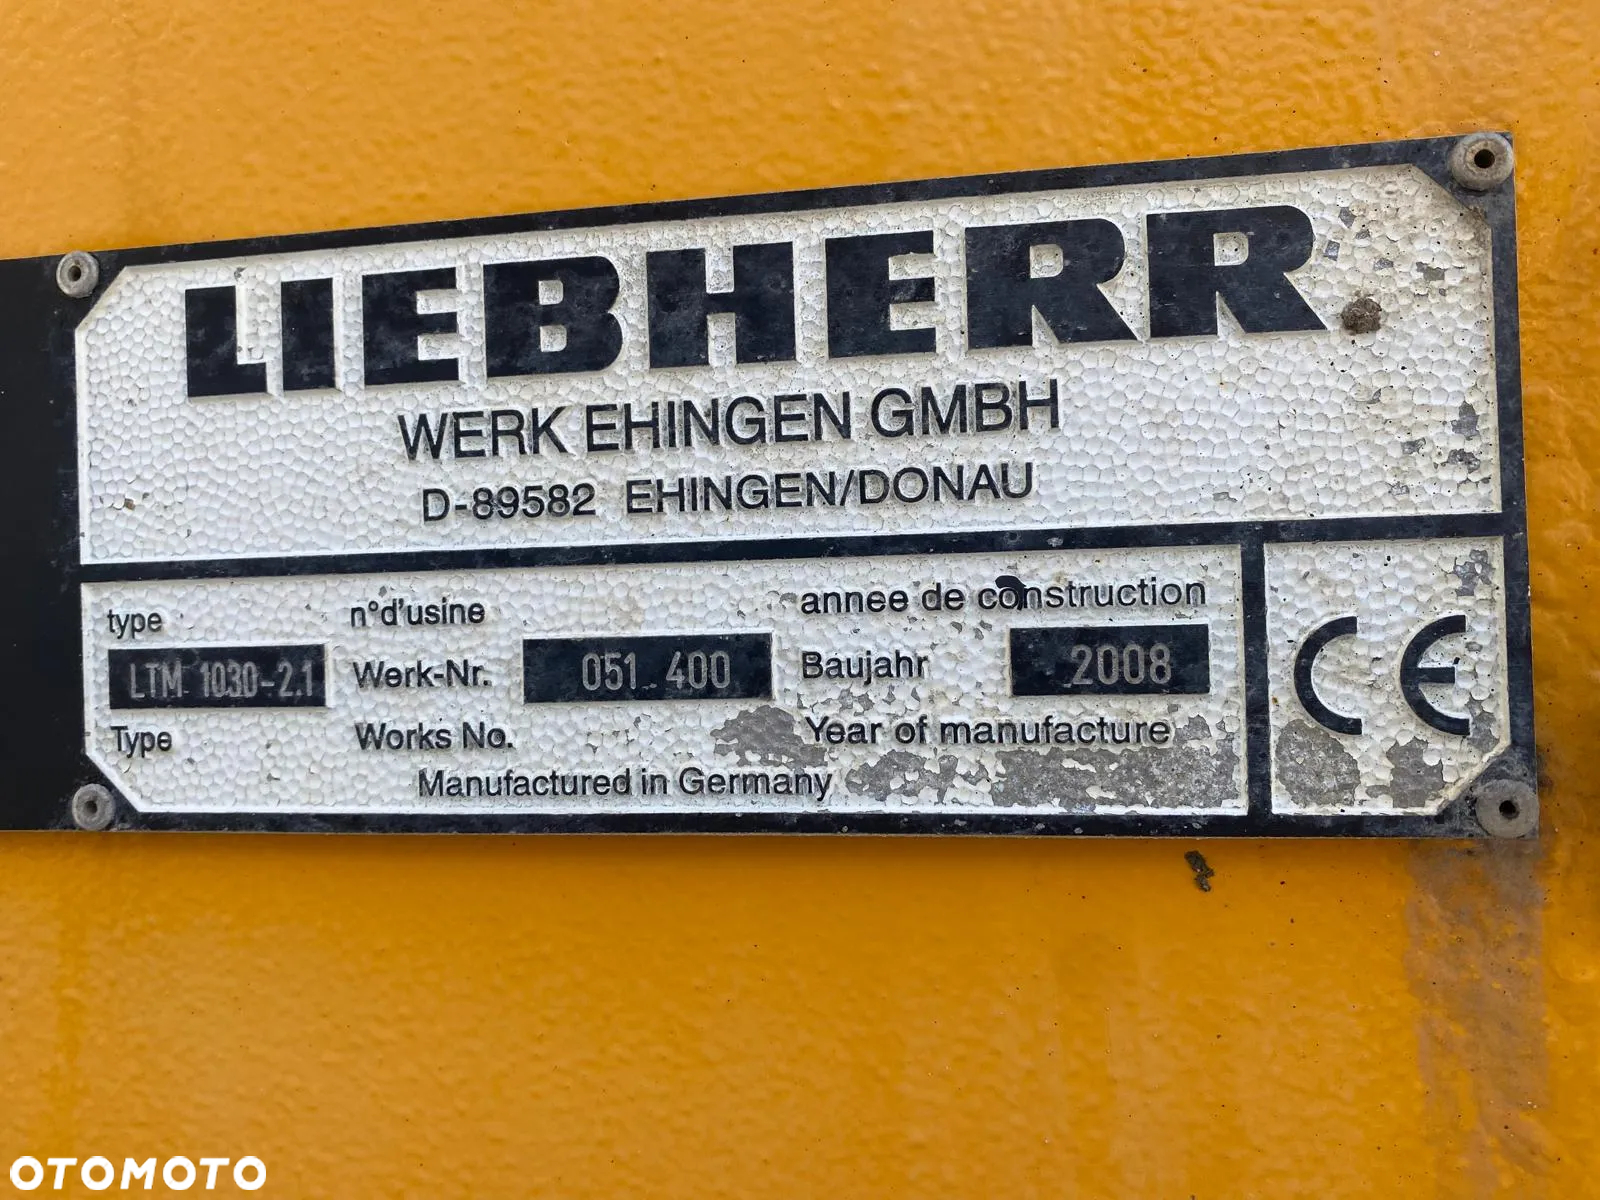 LIEBHERR
WERK EHINGEN GMBH
D-89582 EHINGEN/DONAU
type n°d'usine annee de construction
LTM 1030-2.1 Werk-Nr. 051 400 Baujahr 2008 CE
Type Works No. Year of manufacture
Manufactured in Germany
OTOMOTO